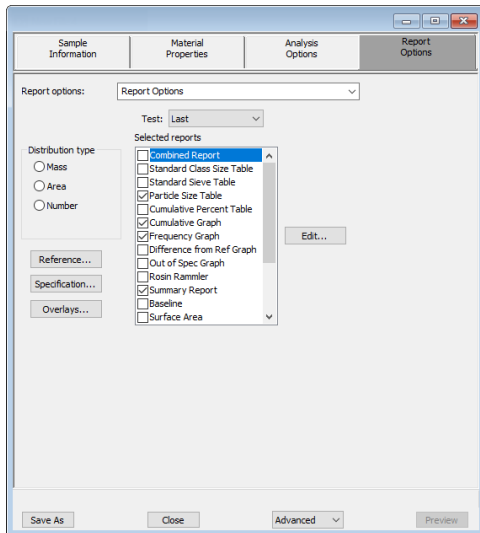 Sample
Information
Material
Properties
Analysis
Options
Report
Options
Report options: Report Options
Test: Last
Selected reports
Distribution type
Mass
Area
Number
Combined Report
Standard Class Size Table
Standard Sieve Table
Particle Size Table
Cumulative Percent Table
Cumulative Graph
Frequency Graph
Difference from Ref Graph
Out of Spec Graph
Rosin Rammler
Summary Report
Baseline
Surface Area
Edit...
Reference...
Specification...
Overlays...
Save As Close Advanced Preview